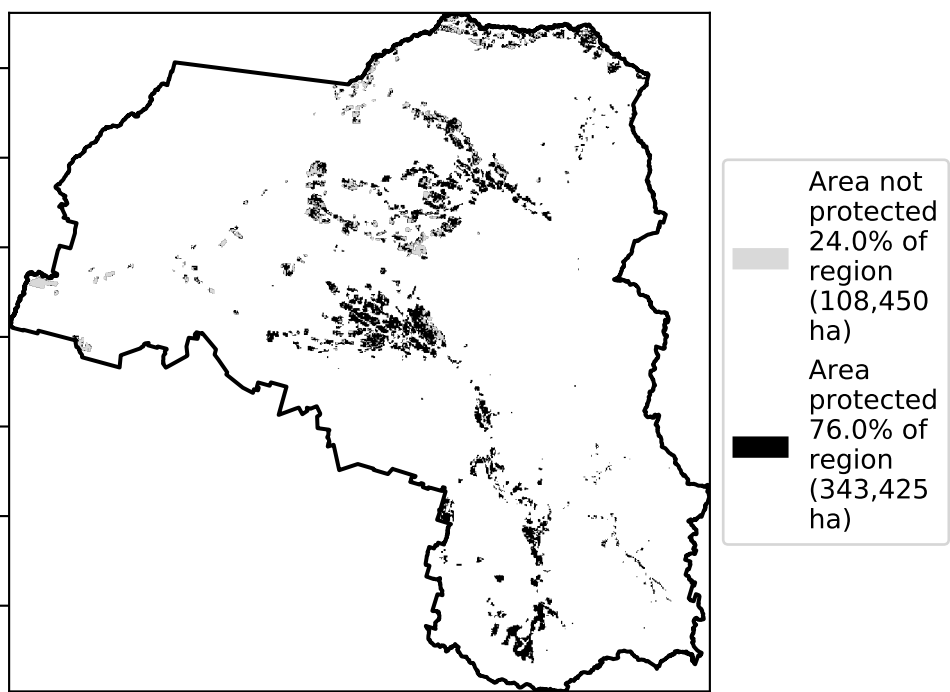 Area not
protected
24.0% of
region
(108,450
ha)
Area
protected
76.0% of
region
(343,425
ha)